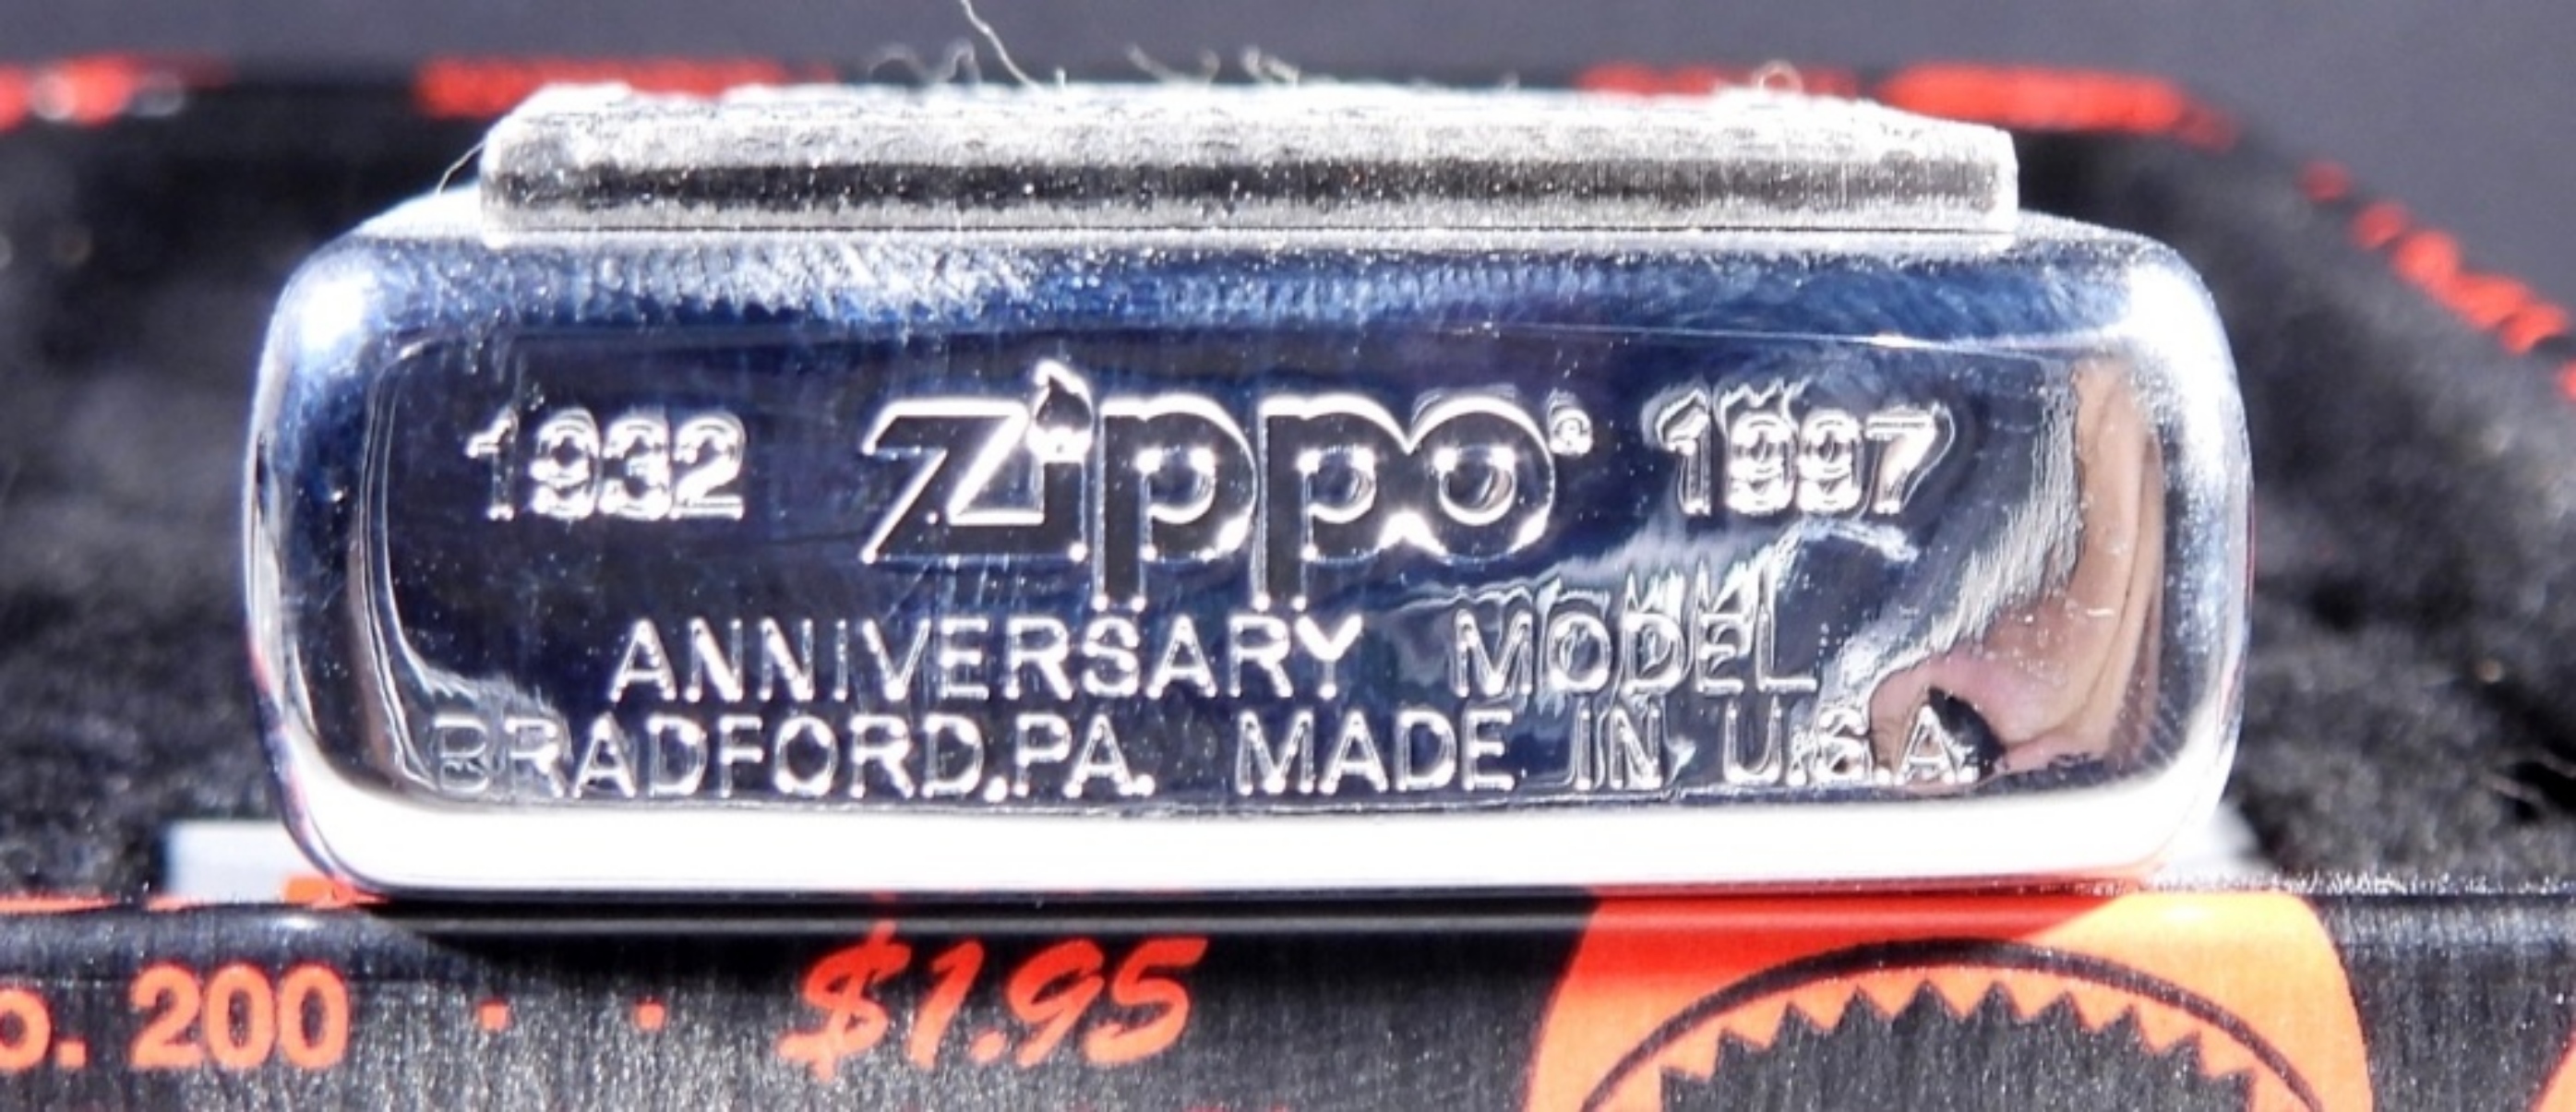 1932 Zippo® 1997
ANNIVERSARY MODEL
BRADFORD,PA. MADE IN U.S.A.
o. 200 . . $1.95